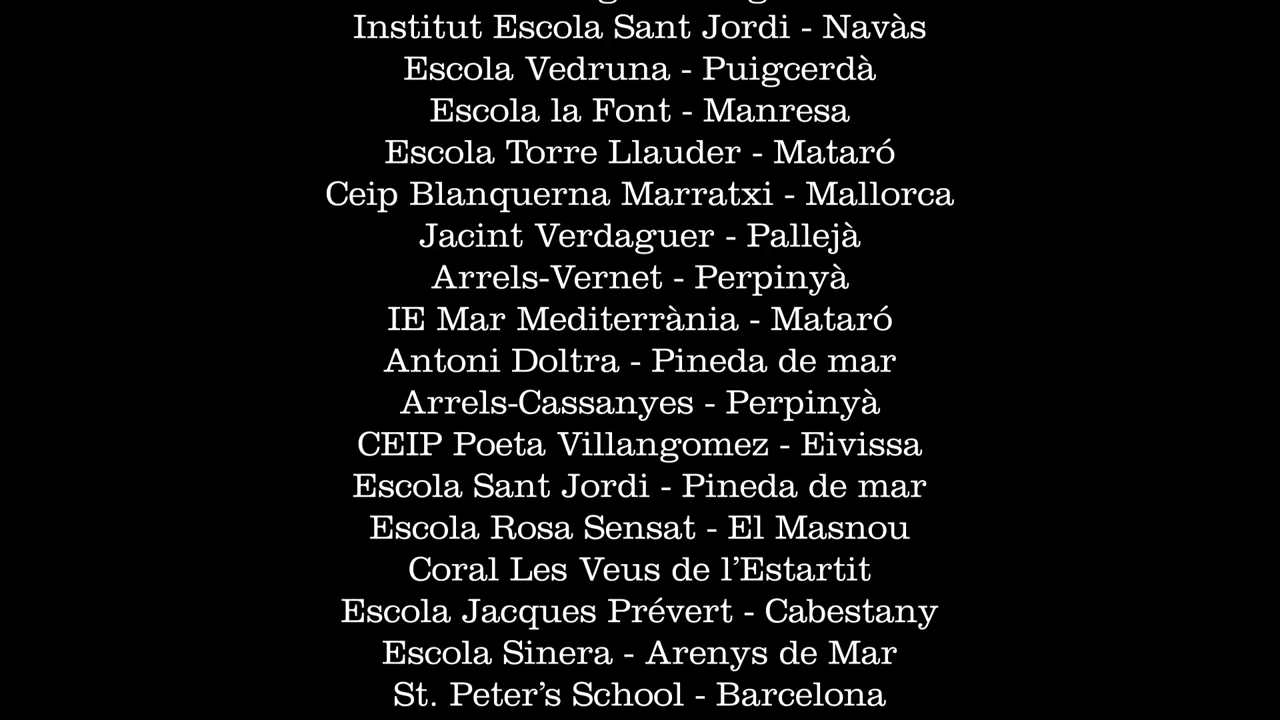 Institut Escola Sant Jordi - Navàs
Escola Vedruna - Puigcerdà
Escola la Font - Manresa
Escola Torre Llauder - Mataró
Ceip Blanquerna Marratxi - Mallorca
Jacint Verdaguer - Pallejà
Arrels-Vernet - Perpinyà
IE Mar Mediterrània - Mataró
Antoni Doltra - Pineda de mar
Arrels-Cassanyes - Perpinyà
CEIP Poeta Villangomez - Eivissa
Escola Sant Jordi - Pineda de mar
Escola Rosa Sensat - El Masnou
Coral Les Veus de l’Estartit
Escola Jacques Prévert - Cabestany
Escola Sinera - Arenys de Mar
St. Peter’s School - Barcelona